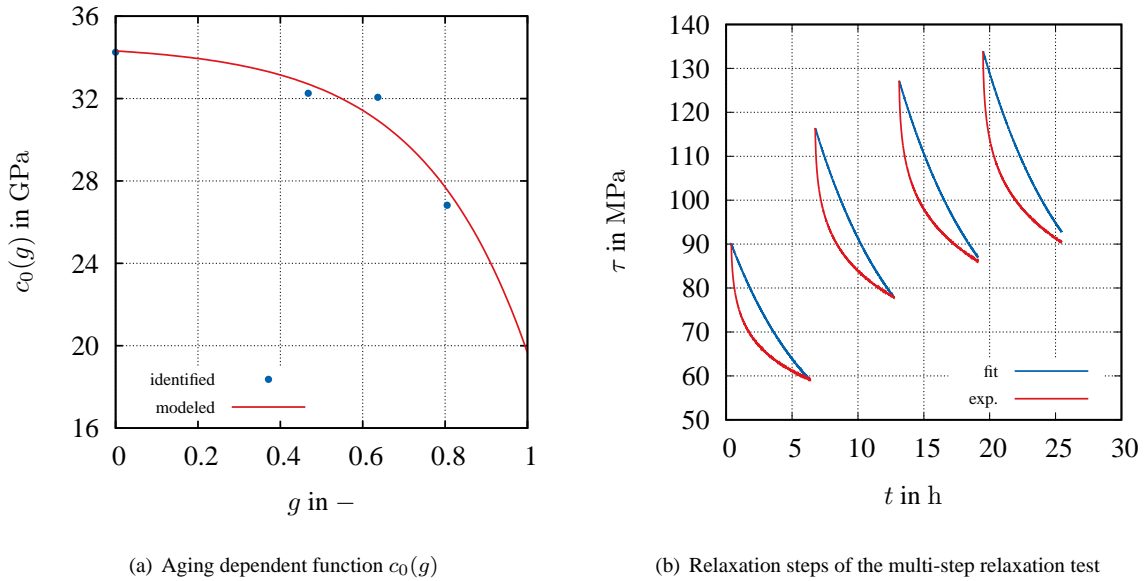 36
32
28
24
20
16
c₀(g) in GPa
identified
modeled
0
0.2
0.4
0.6
0.8
1
g in −
(a) Aging dependent function c₀(g)
140
130
120
110
100
90
80
70
60
50
τ in MPa
fit
exp.
0
5
10
15
20
25
30
t in h
(b) Relaxation steps of the multi-step relaxation test